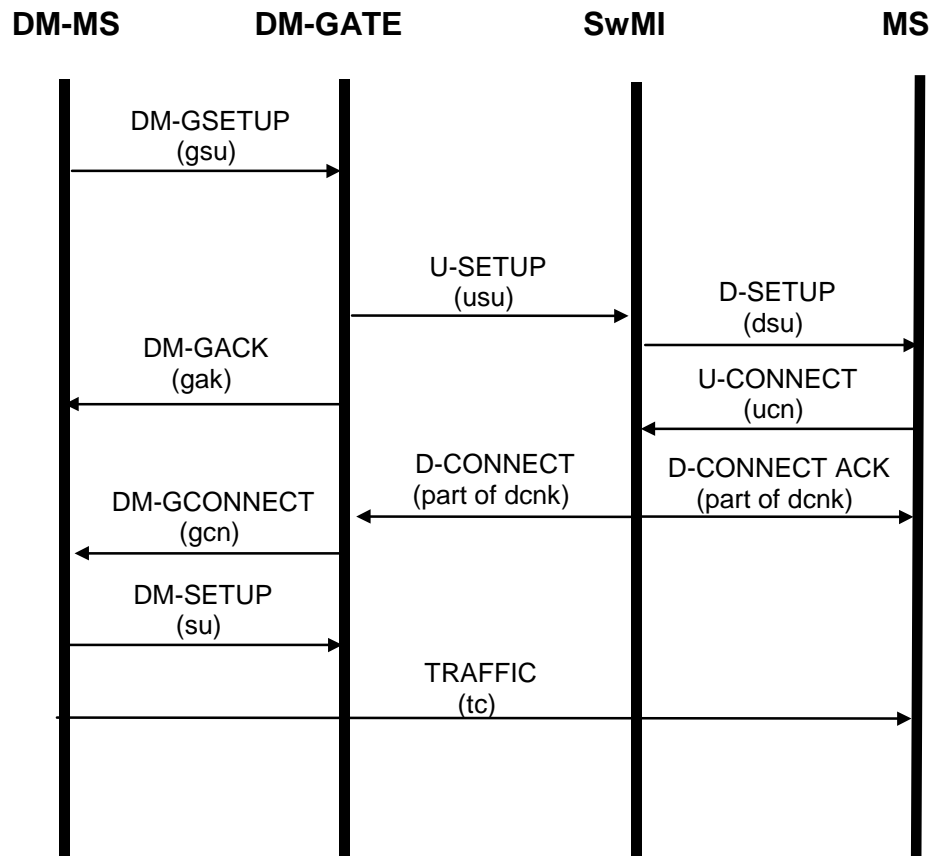 DM-MS DM-GATE SwMI MS
DM-GSETUP
(gsu)
U-SETUP
(usu)
D-SETUP
(dsu)
DM-GACK
(gak)
U-CONNECT
(ucn)
D-CONNECT
(part of dcnk)
D-CONNECT ACK
(part of dcnk)
DM-GCONNECT
(gcn)
DM-SETUP
(su)
TRAFFIC
(tc)